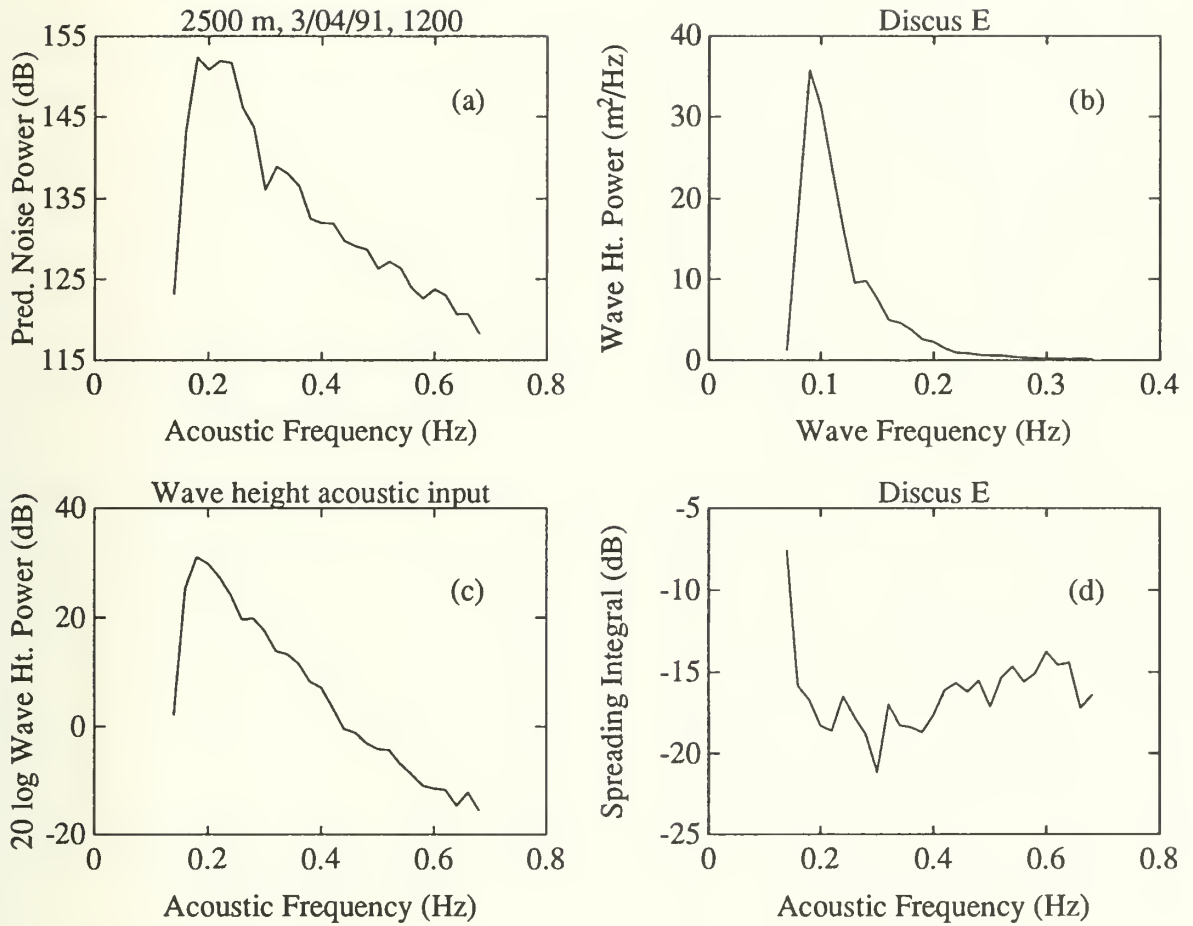 2500 m, 3/04/91, 1200
Pred. Noise Power (dB)
155
145
135
125
115
(a)
0 0.2 0.4 0.6 0.8
Acoustic Frequency (Hz)
Discus E
Wave Ht. Power (m²/Hz)
40
30
20
10
0
(b)
0 0.1 0.2 0.3 0.4
Wave Frequency (Hz)
Wave height acoustic input
20 log Wave Ht. Power (dB)
40
20
0
-20
(c)
0 0.2 0.4 0.6 0.8
Acoustic Frequency (Hz)
Discus E
Spreading Integral (dB)
-5
-10
-15
-20
-25
(d)
0 0.2 0.4 0.6 0.8
Acoustic Frequency (Hz)